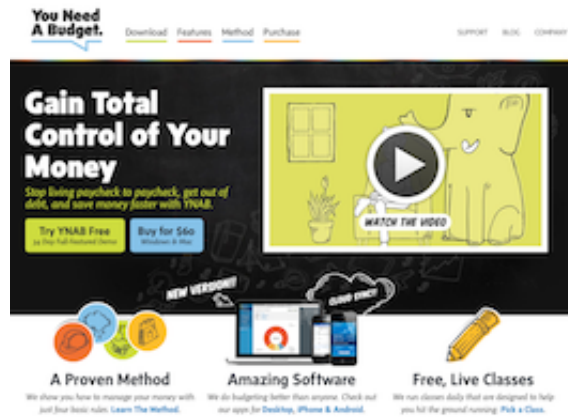 You Need
A Budget.
Download Features Method Purchase
SUPPORT BLOG COMPANY
Gain Total
Control of Your
Money
Stop living paycheck to paycheck, get out of
debt, and save money faster with YNAB.
Try YNAB Free
34 Day Full-Featured Demo
Buy for $60
Windows & Mac
WATCH THE VIDEO
NEW VERSION!!
CLOUD SYNC!!
A Proven Method
We show you how to manage your money with
just four basic rules. Learn The Method.
Amazing Software
We do budgeting better than anyone. Check out
our apps for Desktop, iPhone & Android.
Free, Live Classes
We run classes daily that are designed to help
you hit the ground running. Pick a Class.